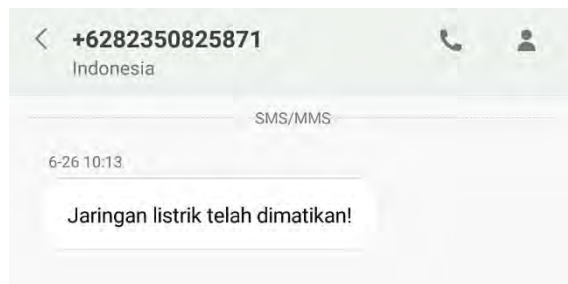 +6282350825871
Indonesia
SMS/MMS
6-26 10:13
Jaringan listrik telah dimatikan!